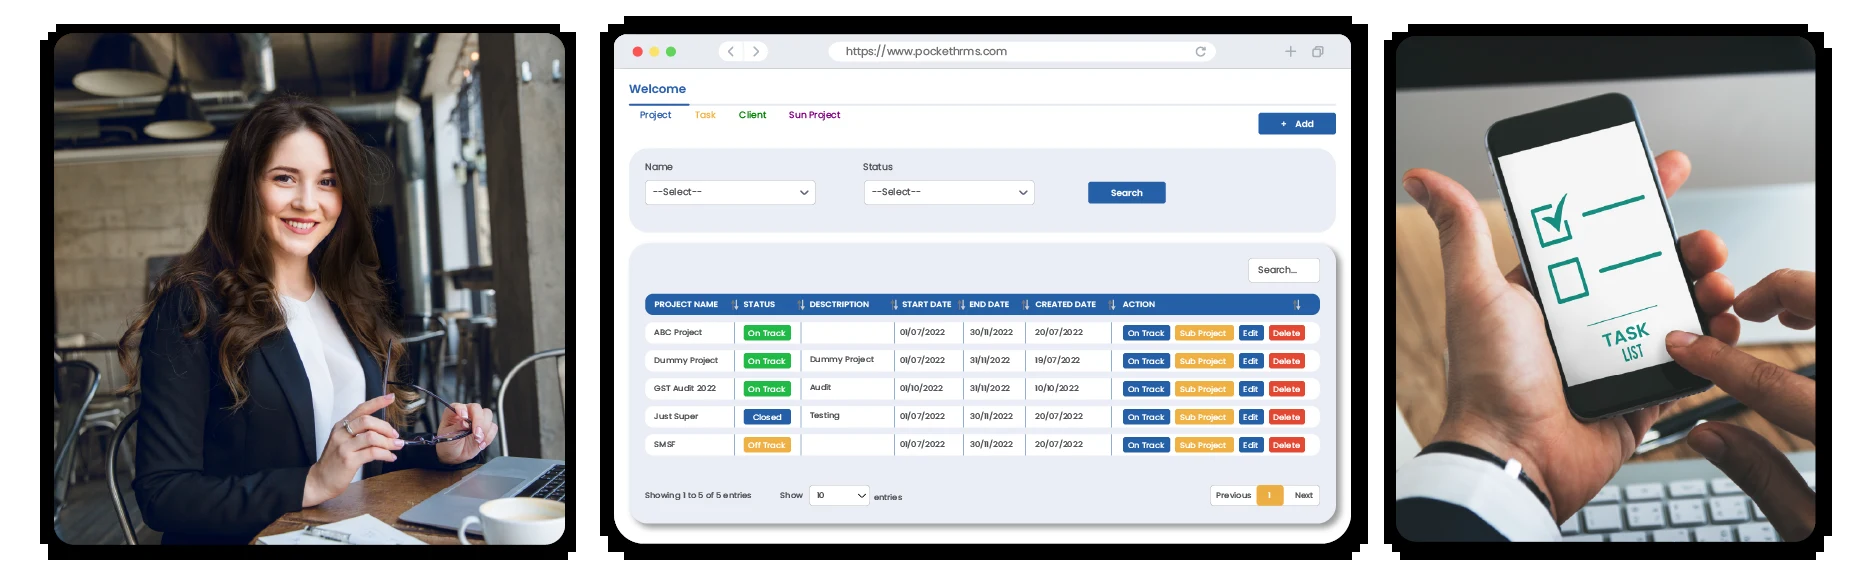 https://www.pockethrms.com
Welcome
Project Task Client Sun Project
+ Add
Name Status
--Select-- --Select-- Search
Search...
PROJECT NAME STATUS DESCTRIPTION START DATE END DATE CREATED DATE ACTION
ABC Project On Track 01/07/2022 30/11/2022 20/07/2022 On Track Sub Project Edit Delete
Dummy Project On Track Dummy Project 01/07/2022 31/11/2022 19/07/2022 On Track Sub Project Edit Delete
GST Audit 2022 On Track Audit 01/10/2022 31/11/2022 10/10/2022 On Track Sub Project Edit Delete
Just Super Closed Testing 01/07/2022 30/11/2022 20/07/2022 On Track Sub Project Edit Delete
SMSF Off Track 01/07/2022 30/11/2022 20/07/2022 On Track Sub Project Edit Delete
Showing 1 to 5 of 5 entries Show 10 entries Previous 1 Next
TASK
LIST